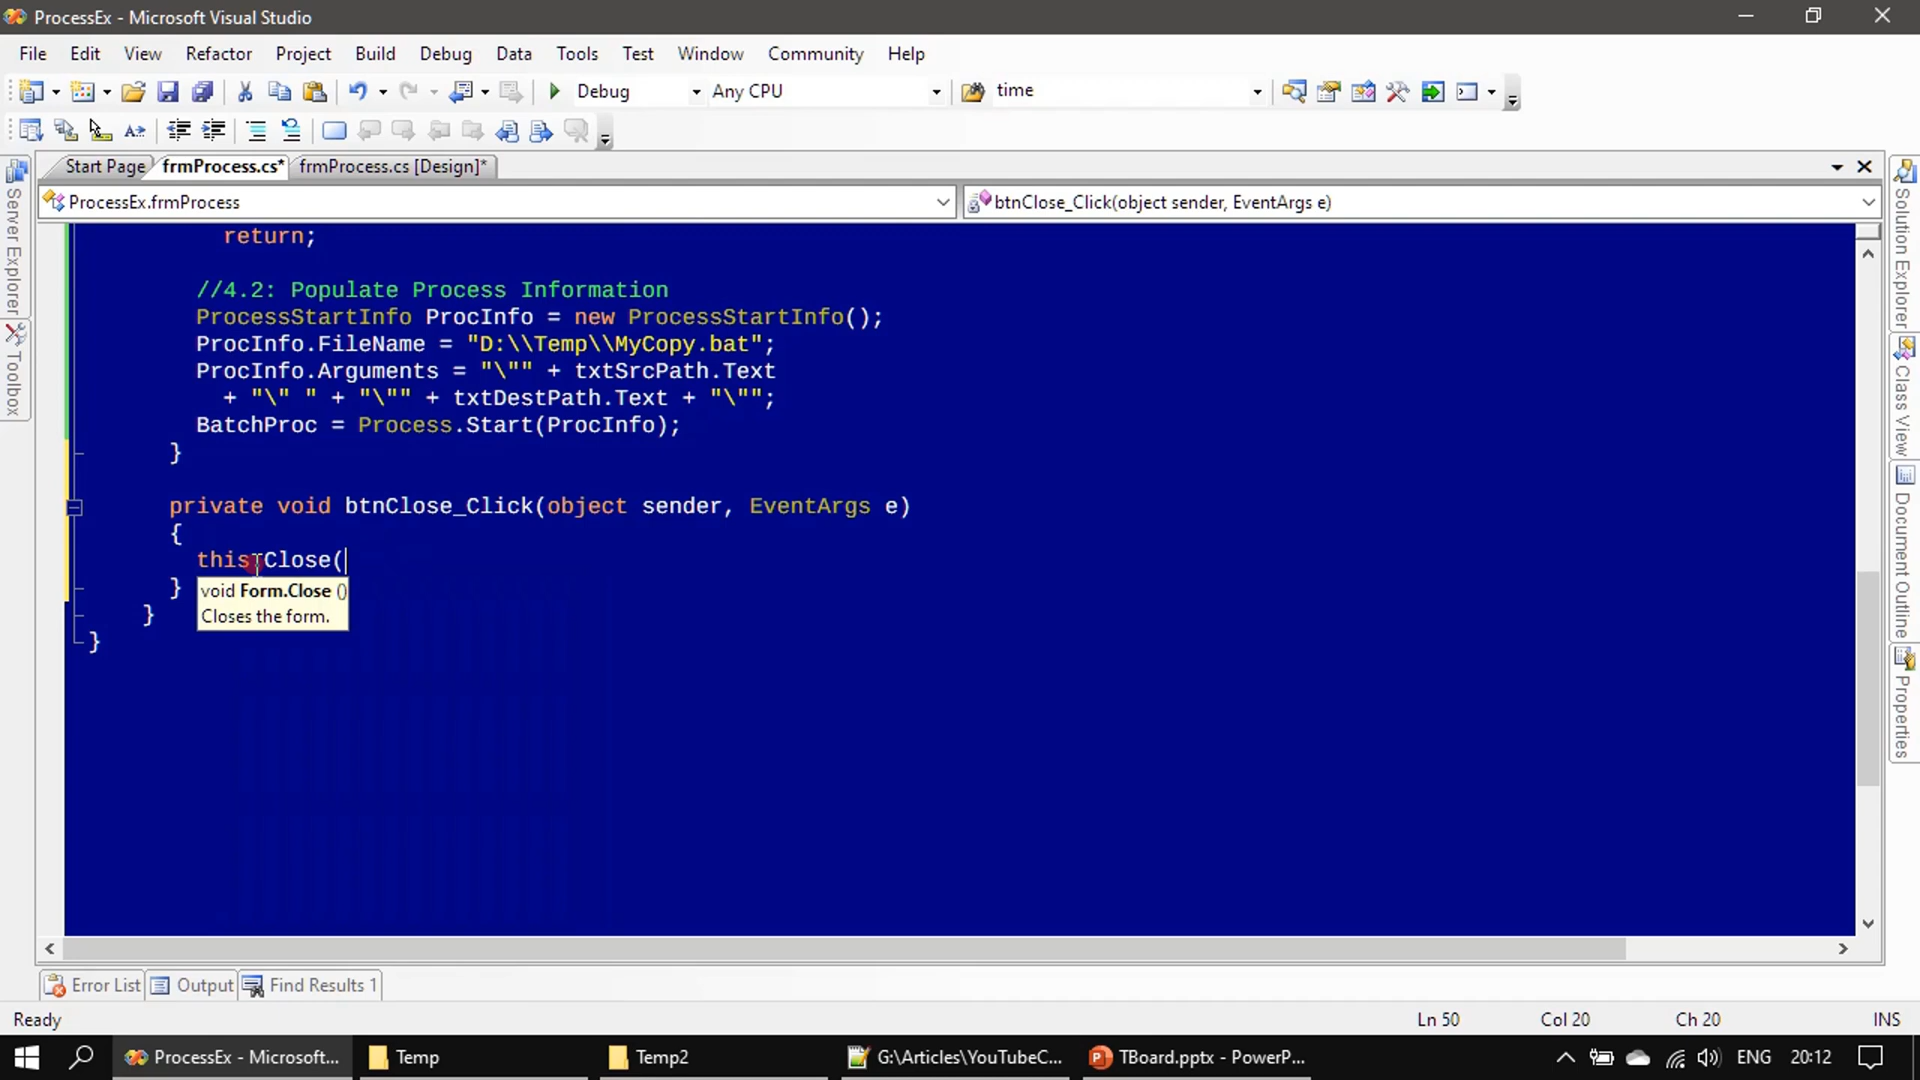 ProcessEx - Microsoft Visual Studio
File Edit View Refactor Project Build Debug Data Tools Test Window Community Help
Debug Any CPU time
Start Page frmProcess.cs* frmProcess.cs [Design]*
ProcessEx.frmProcess btnClose_Click(object sender, EventArgs e)
return;
//4.2: Populate Process Information
ProcessStartInfo ProcInfo = new ProcessStartInfo();
ProcInfo.FileName = "D:\\Temp\\MyCopy.bat";
ProcInfo.Arguments = "\"" + txtSrcPath.Text
+ "\" " + "\"" + txtDestPath.Text + "\"";
BatchProc = Process.Start(ProcInfo);
}
private void btnClose_Click(object sender, EventArgs e)
{
this.Close(
}
void Form.Close ()
Closes the form.
}
}
Server Explorer
Toolbox
Solution Explorer
Class View
Document Outline
Properties
Error List Output Find Results 1
Ready Ln 50 Col 20 Ch 20 INS
ProcessEx - Microsoft... Temp Temp2 G:\Articles\YouTubeC... TBoard.pptx - PowerP... ENG 20:12